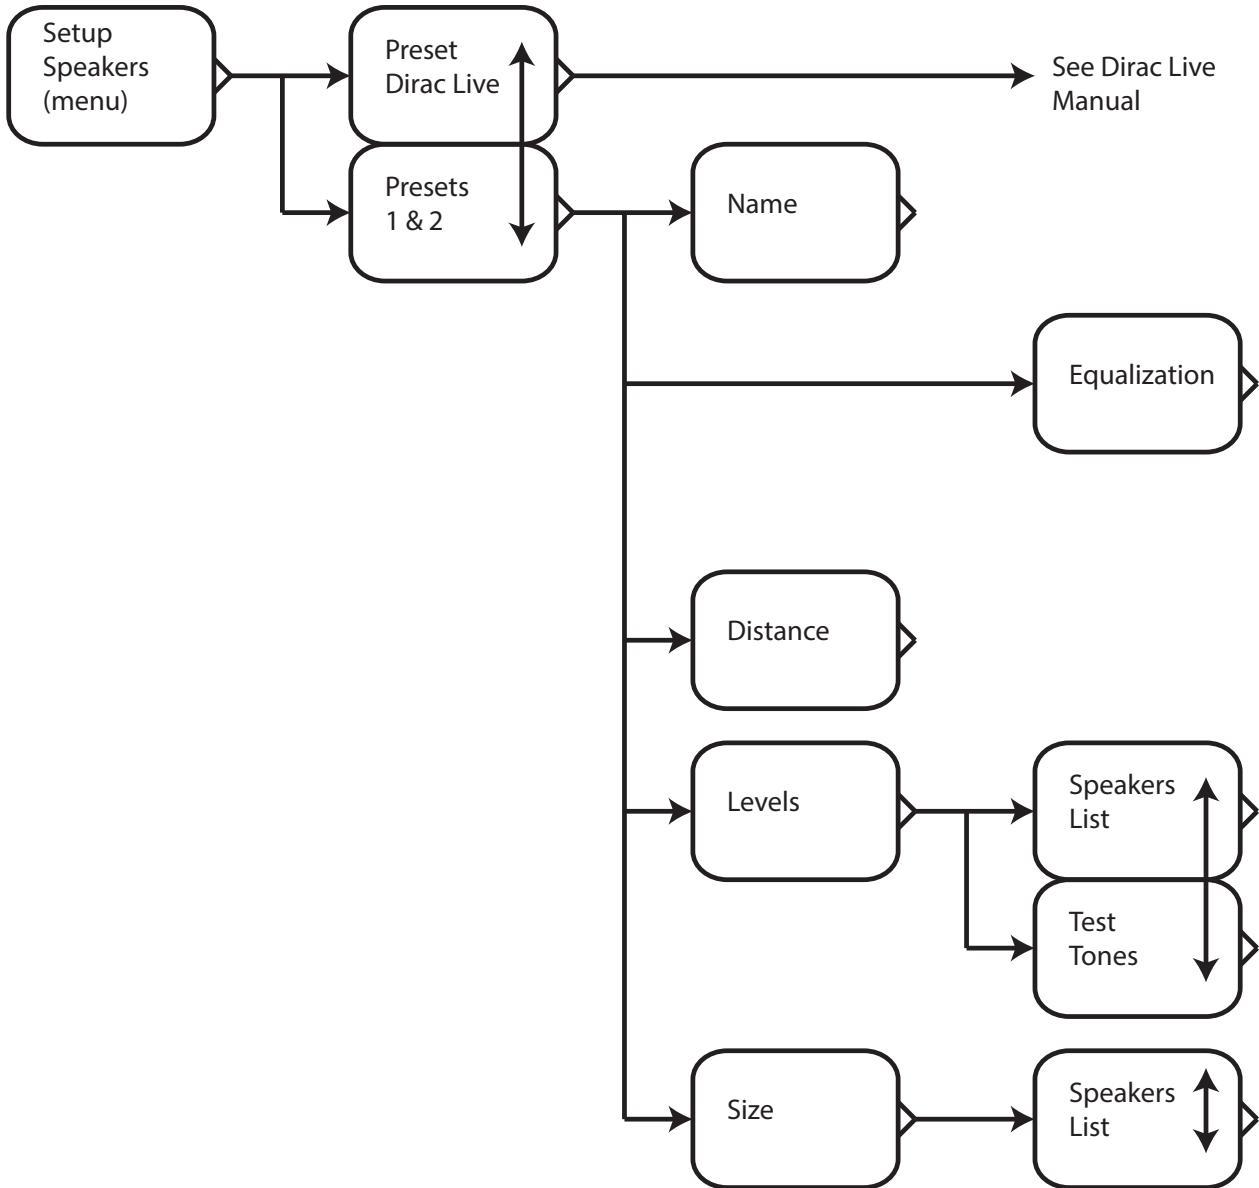 Setup
Speakers
(menu)
Preset
Dirac Live
See Dirac Live
Manual
Presets
1 & 2
Name
Equalization
Distance
Levels
Speakers
List
Test
Tones
Size
Speakers
List